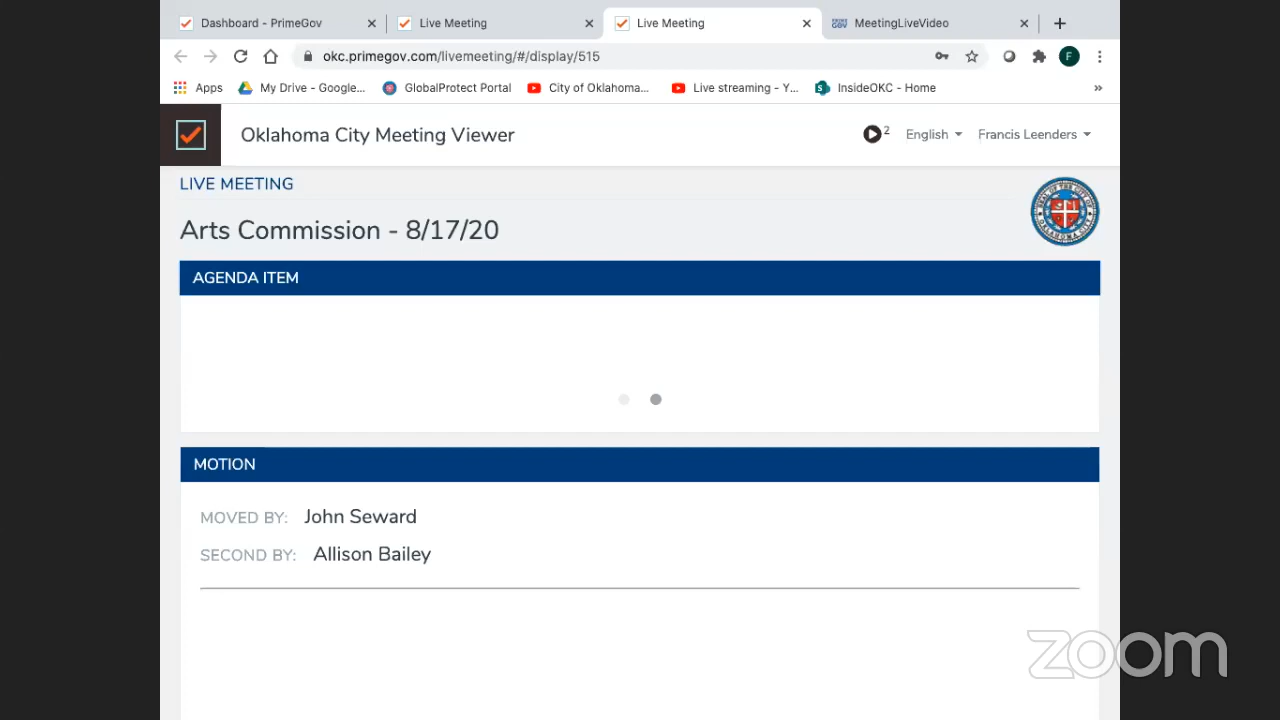 Dashboard - PrimeGov
Live Meeting
Live Meeting
MeetingLiveVideo
okc.primegov.com/livemeeting/#/display/515
F
Apps
My Drive - Google...
GlobalProtect Portal
City of Oklahoma...
Live streaming - Y...
InsideOKC - Home
»
Oklahoma City Meeting Viewer
2
English
Francis Leenders
LIVE MEETING
Arts Commission - 8/17/20
AGENDA ITEM
MOTION
MOVED BY: John Seward
SECOND BY: Allison Bailey
zoom